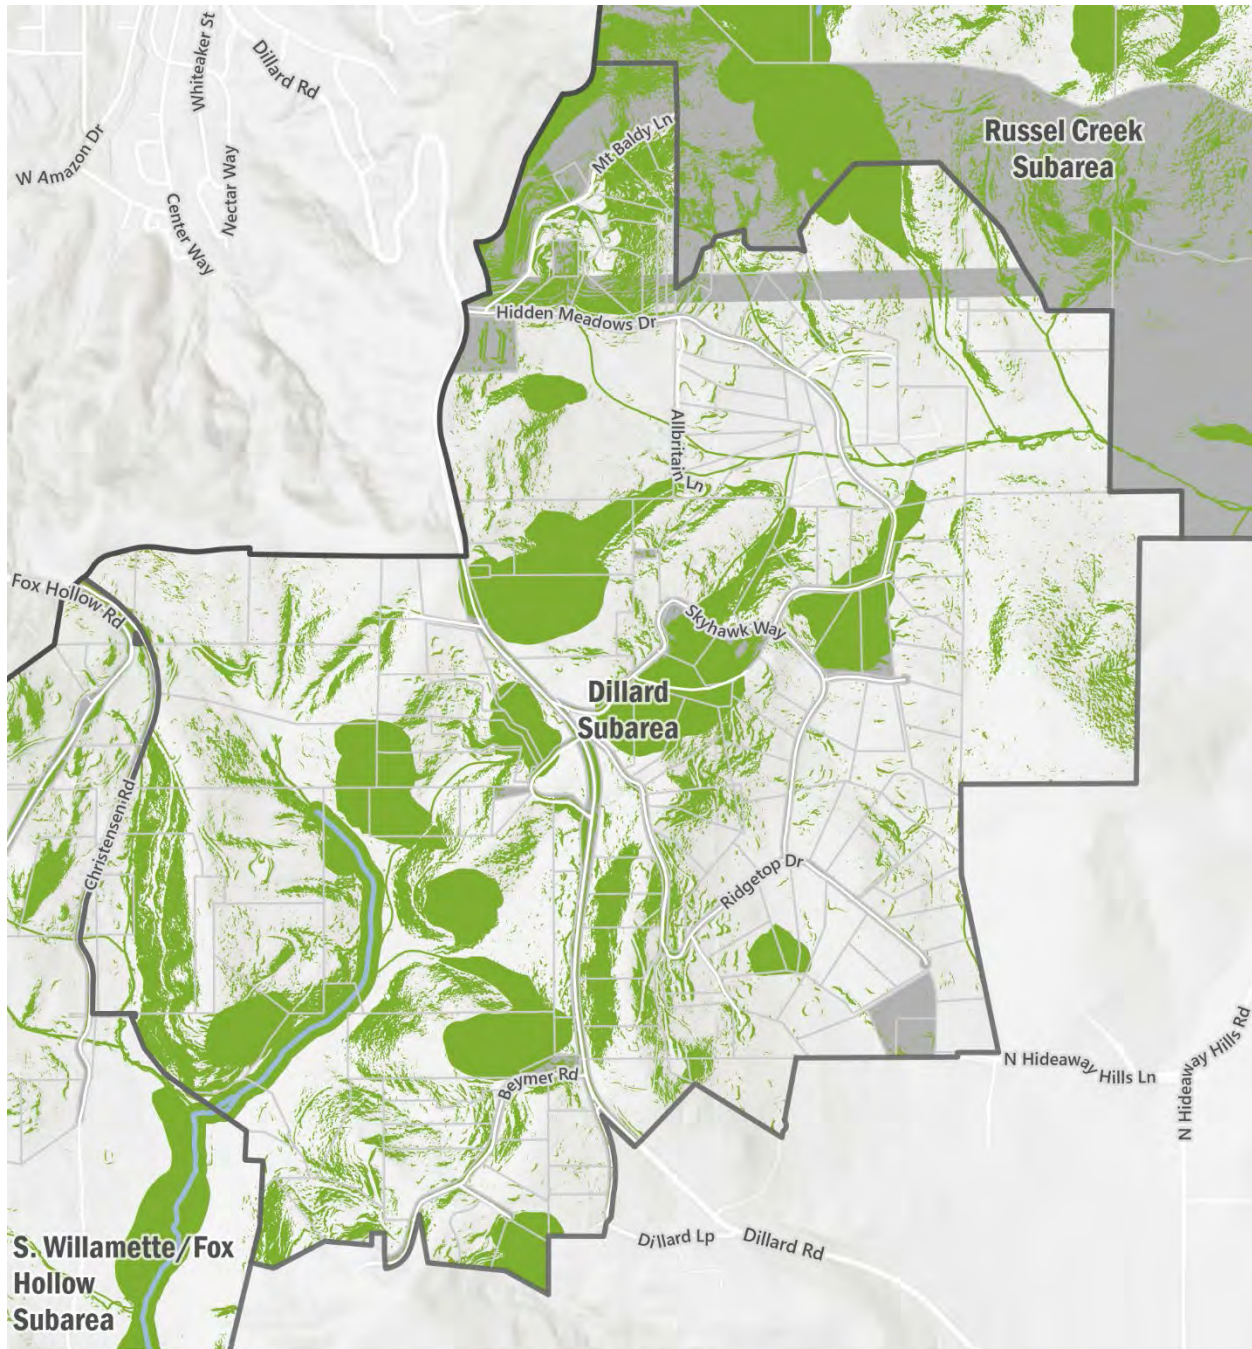 Whiteaker St
Dillard Rd
W Amazon Dr
Nectar Way
Center Way
Mt Baldy Ln
Russel Creek
Subarea
Hidden Meadows Dr
Allbritain Ln
Fox Hollow Rd
Skyhawk Way
Dillard
Subarea
Christensen Rd
Ridgetop Dr
Beymer Rd
N Hideaway Hills Ln
N Hideaway Hills Rd
S. Willamette/Fox
Hollow
Subarea
Dillard Lp
Dillard Rd